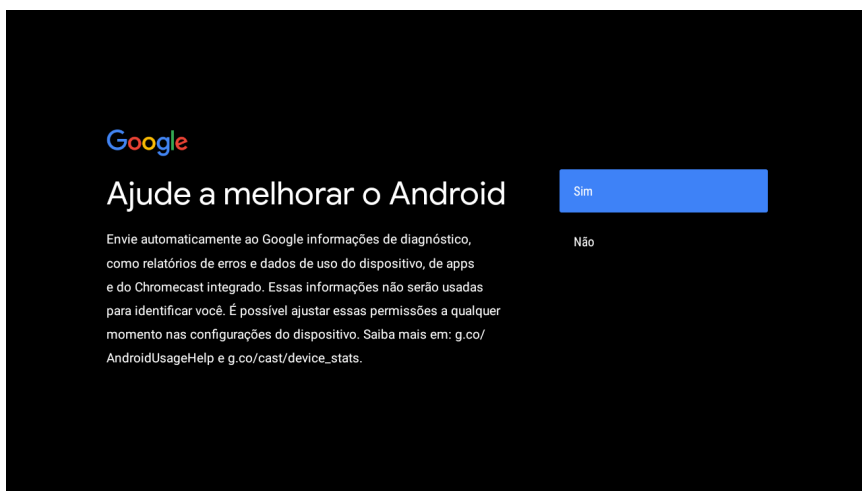 Google
Ajude a melhorar o Android
Envie automaticamente ao Google informações de diagnóstico,
como relatórios de erros e dados de uso do dispositivo, de apps
e do Chromecast integrado. Essas informações não serão usadas
para identificar você. É possível ajustar essas permissões a qualquer
momento nas configurações do dispositivo. Saiba mais em: g.co/
AndroidUsageHelp e g.co/cast/device_stats.
Sim
Não